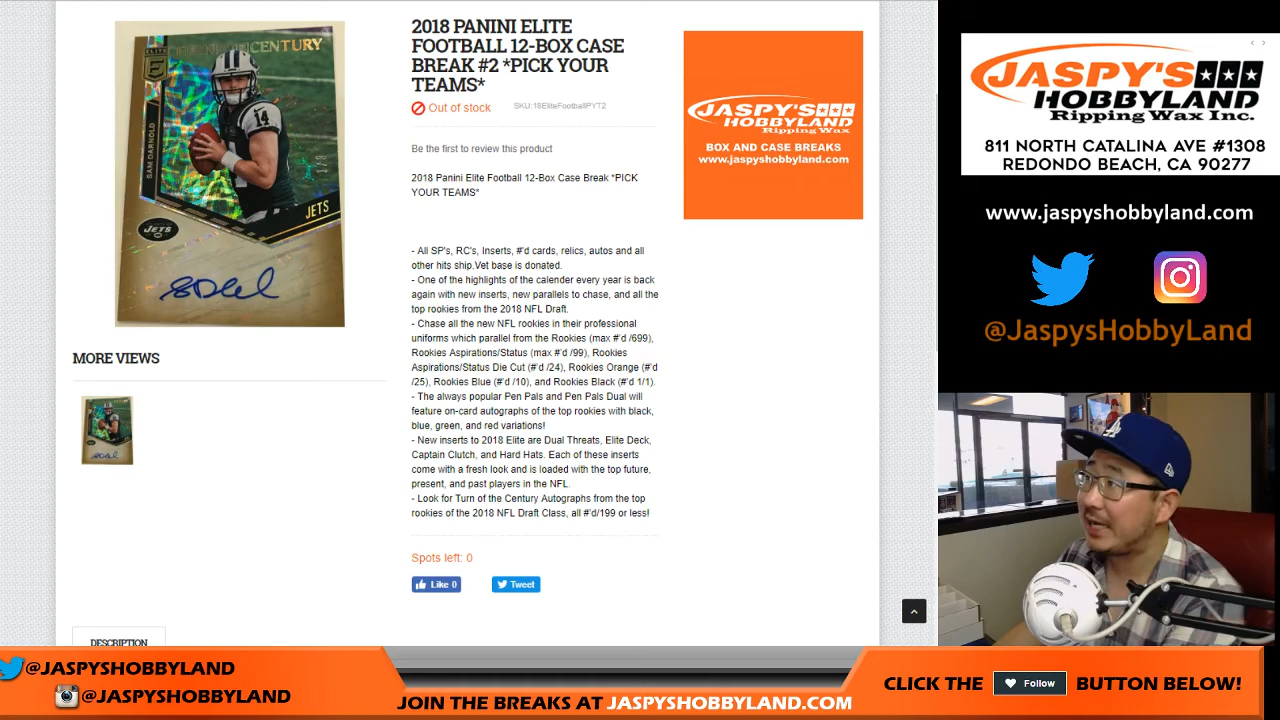 TURN OF THE CENTURY
ELITE
E
SAM DARNOLD
14
JETS
JETS
MORE VIEWS
2018 PANINI ELITE
FOOTBALL 12-BOX CASE
BREAK #2 *PICK YOUR
TEAMS*
Out of stock
SKU:18EliteFootballPYT2
Be the first to review this product
2018 Panini Elite Football 12-Box Case Break *PICK
YOUR TEAMS*
- All SP's, RC's, Inserts, #'d cards, relics, autos and all
other hits ship.Vet base is donated.
- One of the highlights of the calender every year is back
again with new inserts, new parallels to chase, and all the
top rookies from the 2018 NFL Draft.
- Chase all the new NFL rookies in their professional
uniforms which parallel from the Rookies (max #'d /699),
Rookies Aspirations/Status (max #'d /99), Rookies
Aspirations/Status Die Cut (#'d /24), Rookies Orange (#'d
/25), Rookies Blue (#'d /10), and Rookies Black (#'d 1/1).
- The always popular Pen Pals and Pen Pals Dual will
feature on-card autographs of the top rookies with black,
blue, green, and red variations!
- New inserts to 2018 Elite are Dual Threats, Elite Deck,
Captain Clutch, and Hard Hats. Each of these inserts
come with a fresh look and is loaded with the top future,
present, and past players in the NFL.
- Look for Turn of the Century Autographs from the top
rookies of the 2018 NFL Draft Class, all #'d/199 or less!
Spots left: 0
Like 0
Tweet
DESCRIPTION
JASPY'S
HOBBYLAND
Ripping Wax
BOX AND CASE BREAKS
www.jaspyshobbyland.com
JASPY'S
HOBBYLAND
Ripping Wax Inc.
811 NORTH CATALINA AVE #1308
REDONDO BEACH, CA 90277
www.jaspyshobbyland.com
@JaspysHobbyLand
LA
@JASPYSHOBBYLAND
@JASPYSHOBBYLAND
JOIN THE BREAKS AT JASPYSHOBBYLAND.COM
CLICK THE Follow BUTTON BELOW!